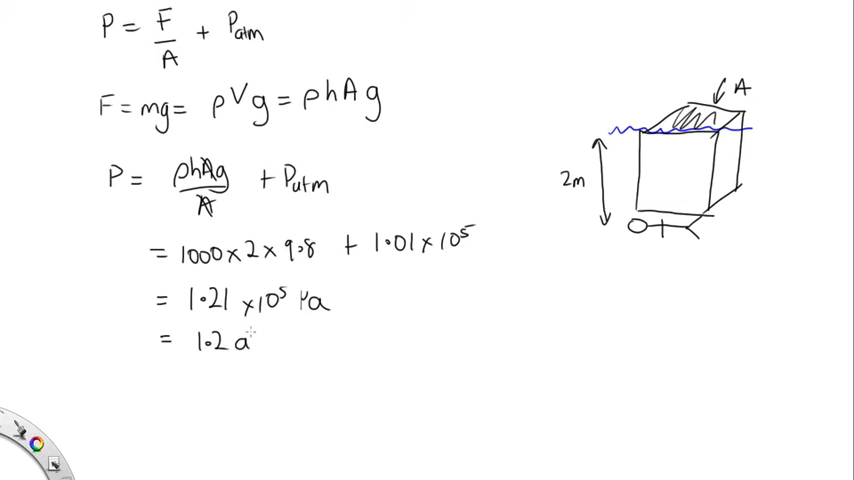 P = F/A + Patm
F = mg = ρVg = ρhAg
P = ρhAg/A + Patm
= 1000 × 2 × 9.8 + 1.01 × 10⁵
= 1.21 × 10⁵ Pa
= 1.2 a
A
2m